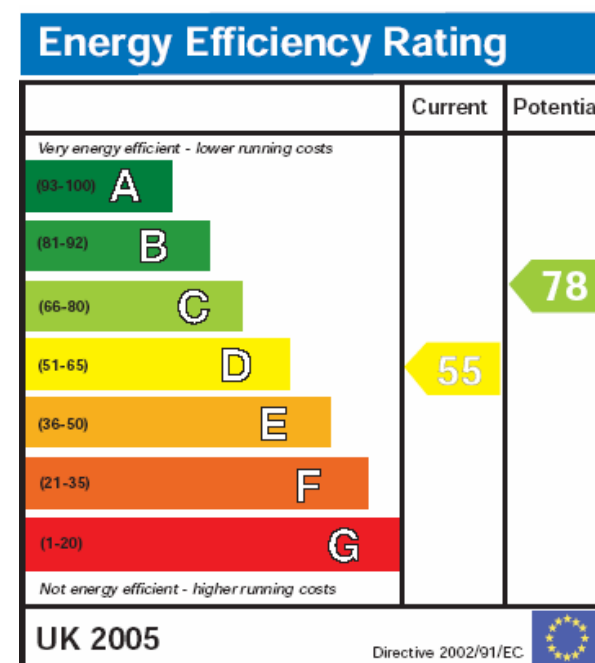 Energy Efficiency Rating
Current Potentia
Very energy efficient - lower running costs
(93-100) A
(81-92) B
(66-80) C
78
(51-65) D
55
(36-50) E
(21-35) F
(1-20) G
Not energy efficient - higher running costs
UK 2005
Directive 2002/91/EC